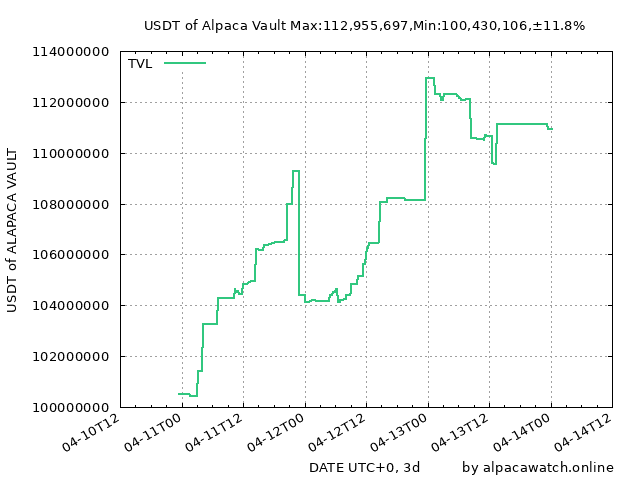 USDT of Alpaca Vault Max:112,955,697,Min:100,430,106,±11.8%
114000000
TVL
112000000
110000000
108000000
106000000
104000000
102000000
100000000
USDT of ALAPACA VAULT
04-10T12
04-11T00
04-11T12
04-12T00
04-12T12
04-13T00
04-13T12
04-14T00
04-14T12
DATE UTC+0, 3d
by alpacawatch.online